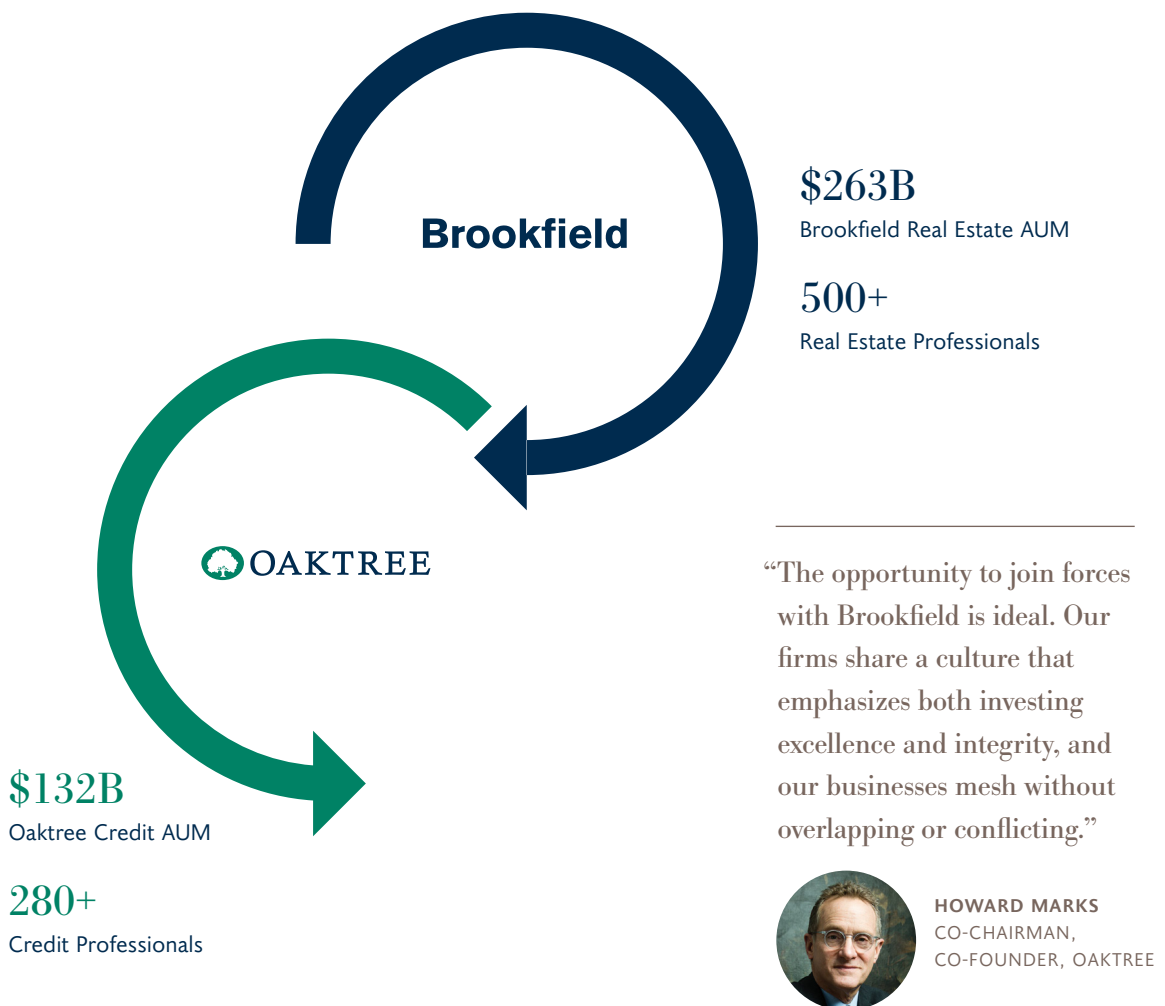 Brookfield
$263B
Brookfield Real Estate AUM
500+
Real Estate Professionals
OAKTREE
$132B
Oaktree Credit AUM
280+
Credit Professionals
“The opportunity to join forces
with Brookfield is ideal. Our
firms share a culture that
emphasizes both investing
excellence and integrity, and
our businesses mesh without
overlapping or conflicting.”
HOWARD MARKS
CO-CHAIRMAN,
CO-FOUNDER, OAKTREE